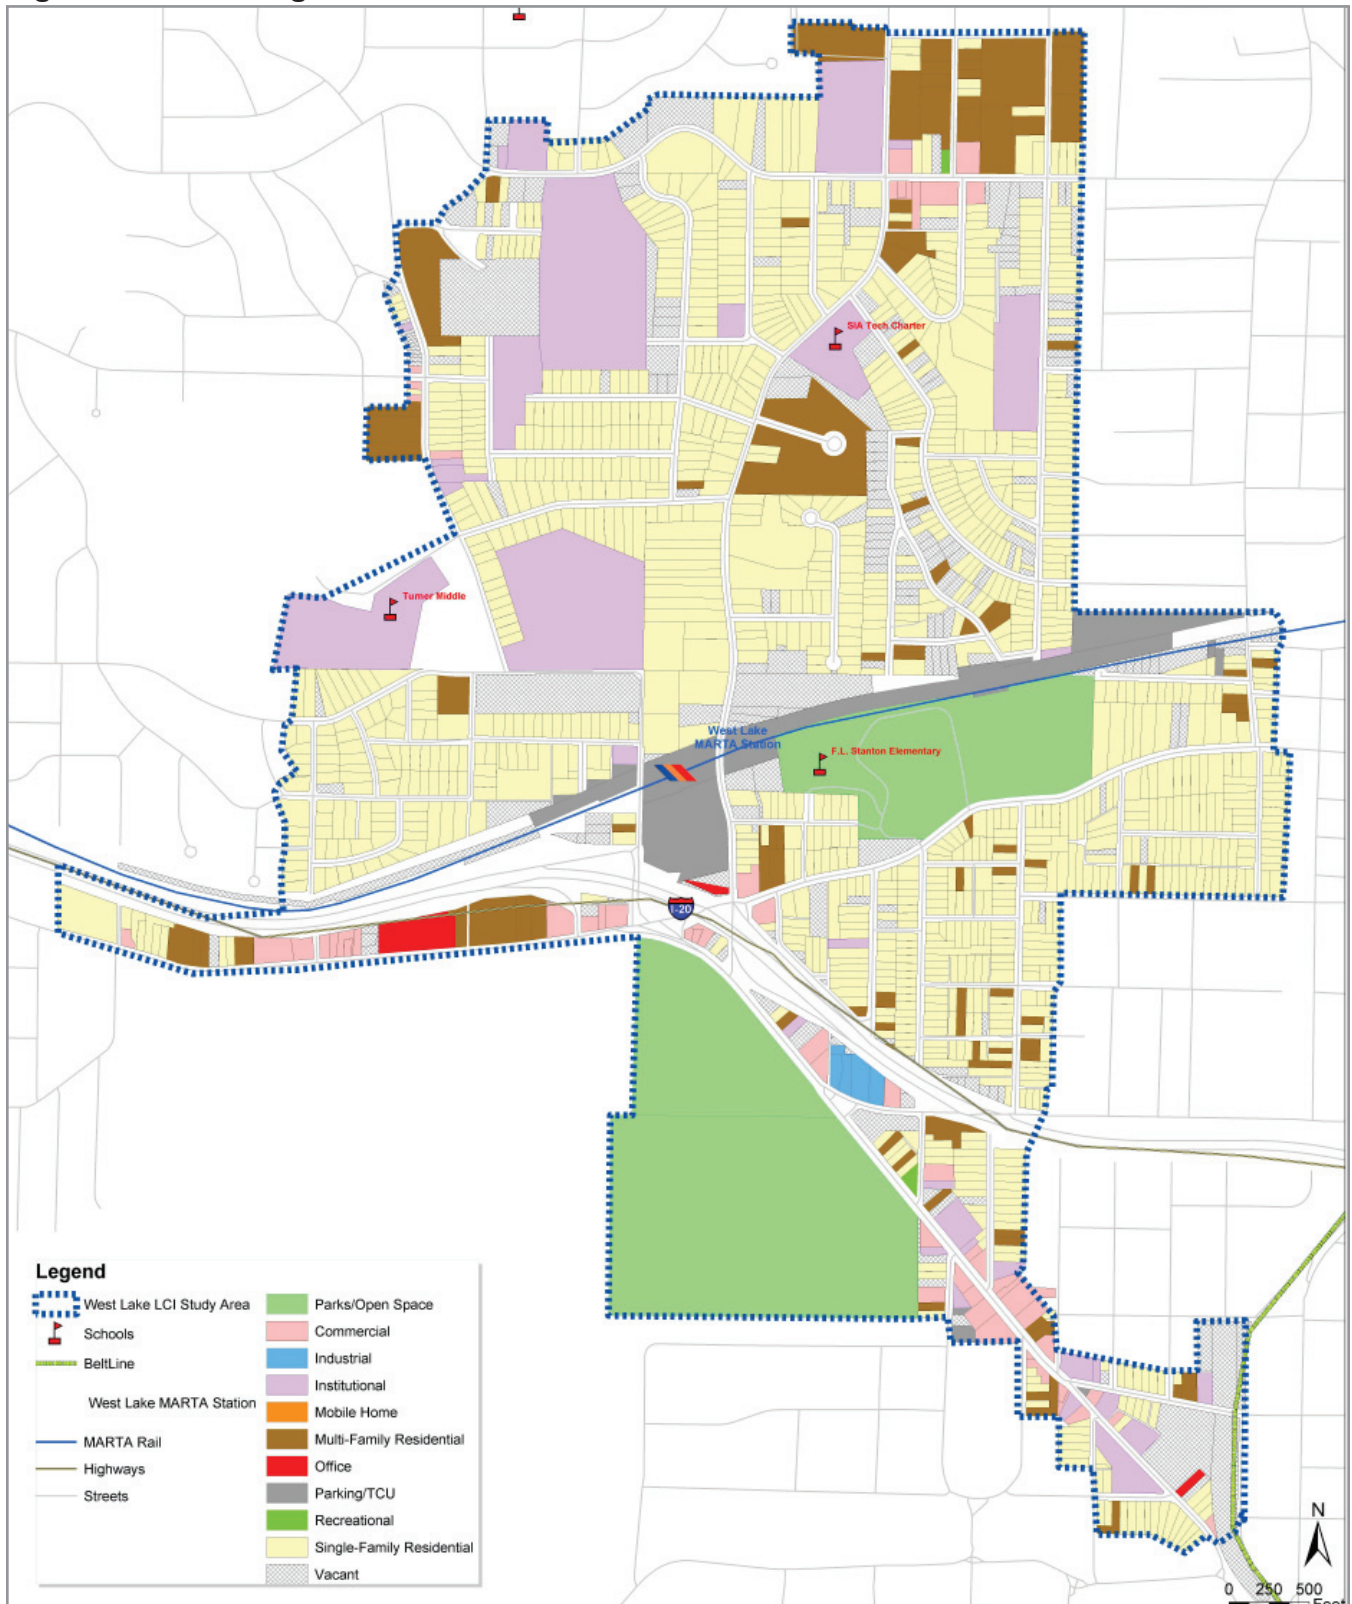 SIA Tech Charter
Turner Middle
West Lake
MARTA Station
F.L. Stanton Elementary
I-20
Legend
West Lake LCI Study Area
Schools
BeltLine
West Lake MARTA Station
MARTA Rail
Highways
Streets
Parks/Open Space
Commercial
Industrial
Institutional
Mobile Home
Multi-Family Residential
Office
Parking/TCU
Recreational
Single-Family Residential
Vacant
N
0 250 500
Feet